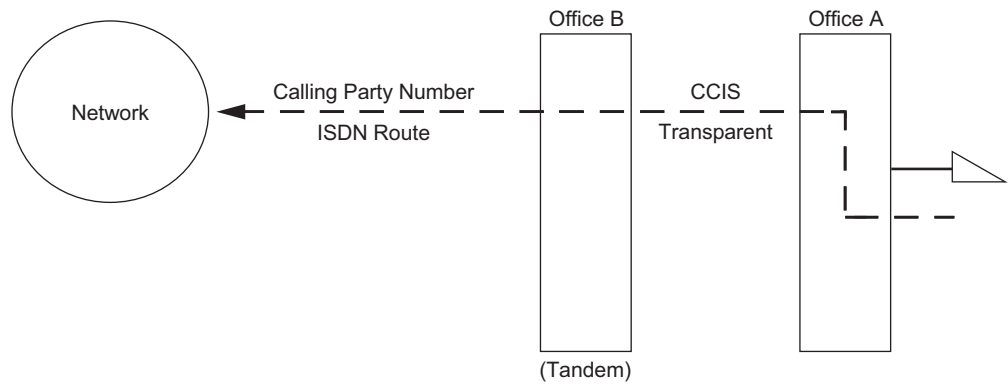 Office B
Office A
Calling Party Number
CCIS
Network
ISDN Route
Transparent
(Tandem)